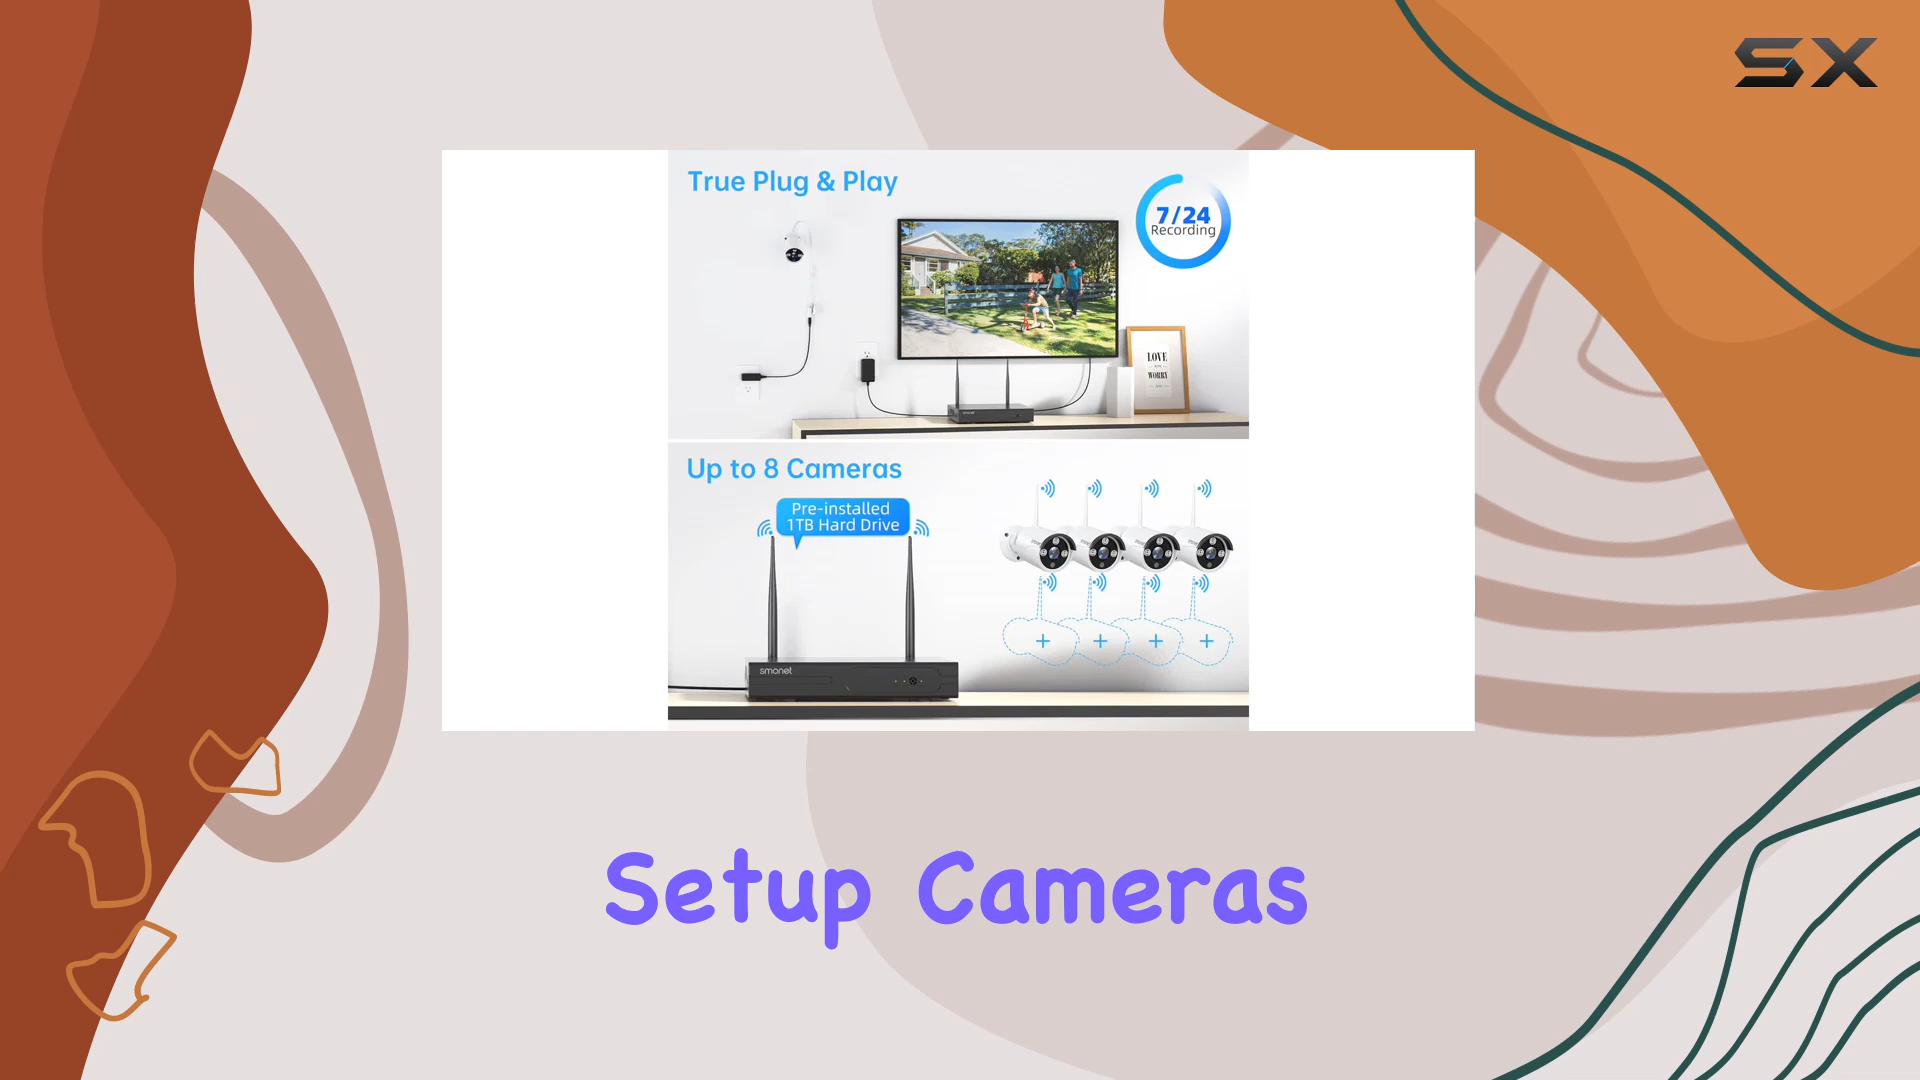 SX
True Plug & Play
7/24
Recording
LOVE
WORRY
smonet
Up to 8 Cameras
Pre-installed
1TB Hard Drive
smonet
Setup Cameras